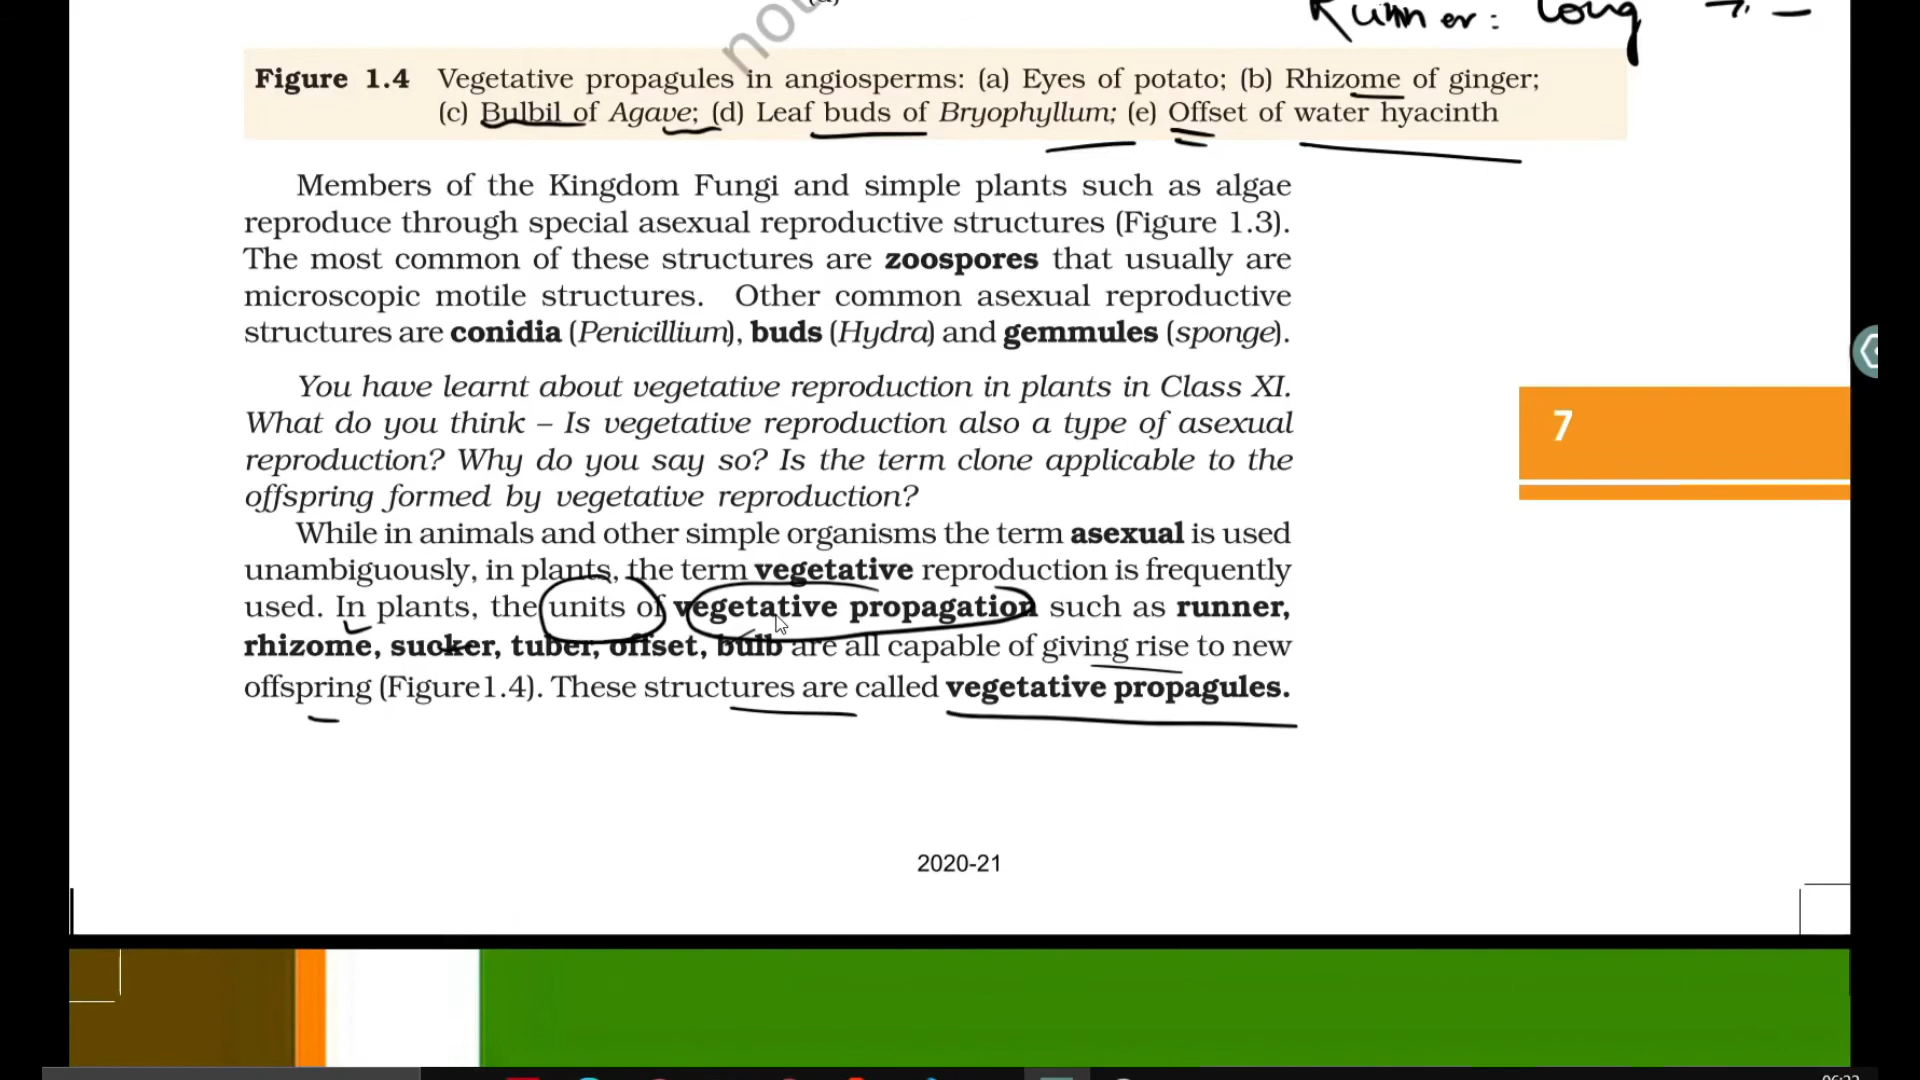 Runner: Long
Figure 1.4 Vegetative propagules in angiosperms: (a) Eyes of potato; (b) Rhizome of ginger;
(c) Bulbil of Agave; (d) Leaf buds of Bryophyllum; (e) Offset of water hyacinth
Members of the Kingdom Fungi and simple plants such as algae
reproduce through special asexual reproductive structures (Figure 1.3).
The most common of these structures are zoospores that usually are
microscopic motile structures. Other common asexual reproductive
structures are conidia (Penicillium), buds (Hydra) and gemmules (sponge).
You have learnt about vegetative reproduction in plants in Class XI.
What do you think – Is vegetative reproduction also a type of asexual
reproduction? Why do you say so? Is the term clone applicable to the
offspring formed by vegetative reproduction?
7
While in animals and other simple organisms the term asexual is used
unambiguously, in plants, the term vegetative reproduction is frequently
used. In plants, the units of vegetative propagation such as runner,
rhizome, sucker, tuber, offset, bulb are all capable of giving rise to new
offspring (Figure1.4). These structures are called vegetative propagules.
2020-21